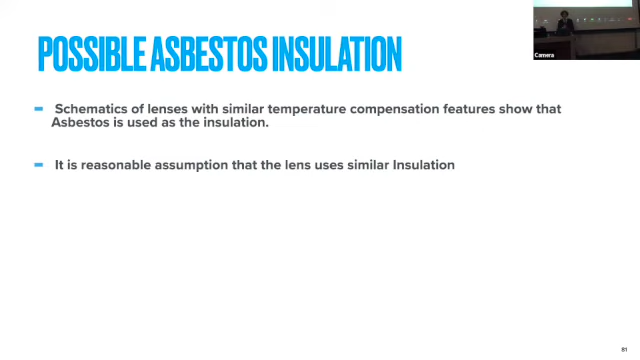 POSSIBLE ASBESTOS INSULATION
Camera
Schematics of lenses with similar temperature compensation features show that
Asbestos is used as the insulation.
It is reasonable assumption that the lens uses similar Insulation
81